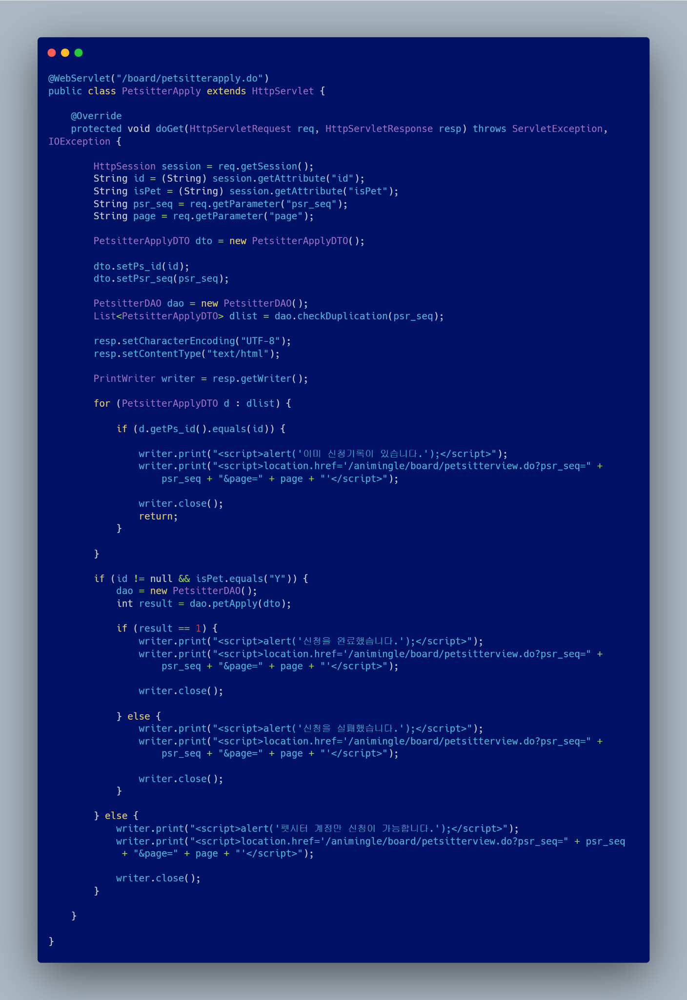 @WebServlet("/board/petsitterapply.do")
public class PetsitterApply extends HttpServlet {
@Override
protected void doGet(HttpServletRequest req, HttpServletResponse resp) throws ServletException,
IOException {
HttpSession session = req.getSession();
String id = (String) session.getAttribute("id");
String isPet = (String) session.getAttribute("isPet");
String psr_seq = req.getParameter("psr_seq");
String page = req.getParameter("page");
PetsitterApplyDTO dto = new PetsitterApplyDTO();
dto.setPs_id(id);
dto.setPsr_seq(psr_seq);
PetsitterDAO dao = new PetsitterDAO();
List<PetsitterApplyDTO> dlist = dao.checkDuplication(psr_seq);
resp.setCharacterEncoding("UTF-8");
resp.setContentType("text/html");
PrintWriter writer = resp.getWriter();
for (PetsitterApplyDTO d : dlist) {
if (d.getPs_id().equals(id)) {
writer.print("<script>alert('이미 신청기록이 있습니다.');</script>");
writer.print("<script>location.href='/animingle/board/petsitterview.do?psr_seq=" +
psr_seq + "&page=" + page + "'</script>");
writer.close();
return;
}
}
if (id != null && isPet.equals("Y")) {
dao = new PetsitterDAO();
int result = dao.petApply(dto);
if (result == 1) {
writer.print("<script>alert('신청을 완료했습니다.');</script>");
writer.print("<script>location.href='/animingle/board/petsitterview.do?psr_seq=" +
psr_seq + "&page=" + page + "'</script>");
writer.close();
} else {
writer.print("<script>alert('신청을 실패했습니다.');</script>");
writer.print("<script>location.href='/animingle/board/petsitterview.do?psr_seq=" +
psr_seq + "&page=" + page + "'</script>");
writer.close();
}
} else {
writer.print("<script>alert('펫시터 계정만 신청이 가능합니다.');</script>");
writer.print("<script>location.href='/animingle/board/petsitterview.do?psr_seq=" + psr_seq
+ "&page=" + page + "'</script>");
writer.close();
}
}
}